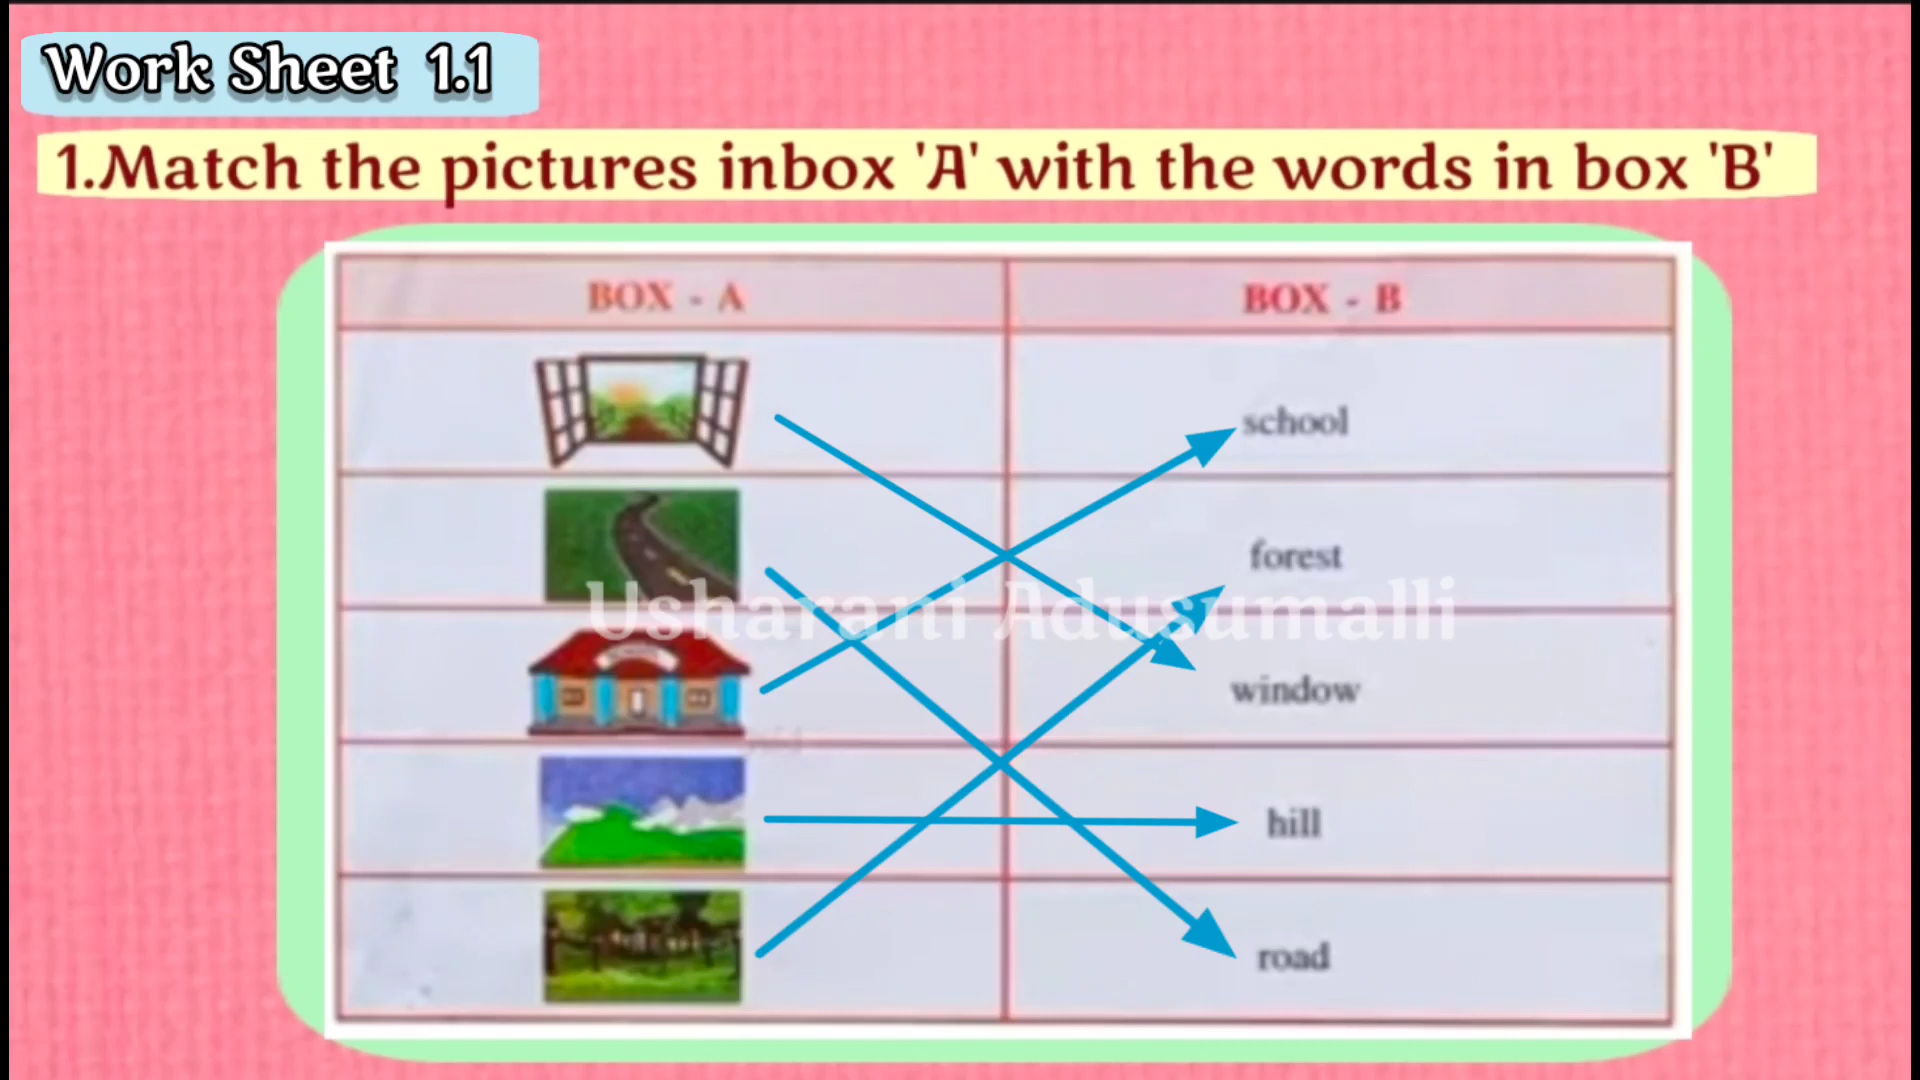 Work Sheet 1.1
1.Match the pictures inbox 'A' with the words in box 'B'
BOX - A
BOX - B
school
forest
Usharani Adusumalli
window
hill
road